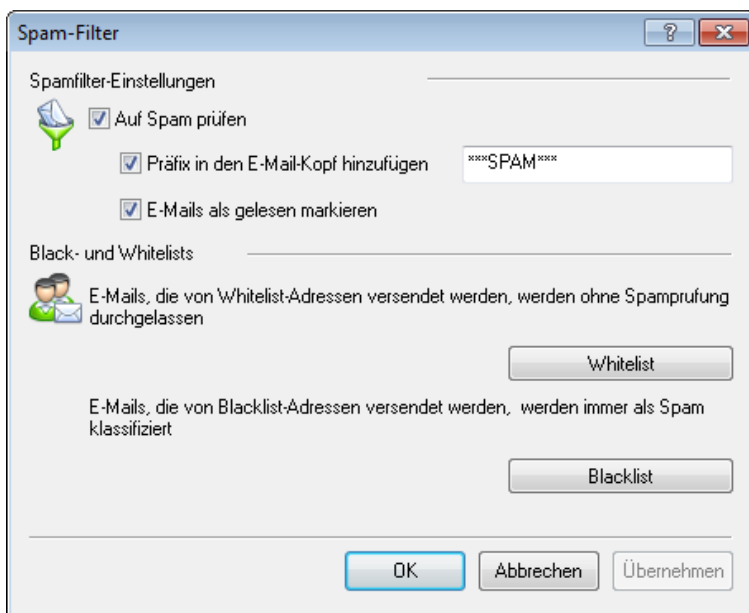 Spam-Filter
Spamfilter-Einstellungen
Auf Spam prüfen
Präfix in den E-Mail-Kopf hinzufügen
***SPAM***
E-Mails als gelesen markieren
Black- und Whitelists
E-Mails, die von Whitelist-Adressen versendet werden, werden ohne Spamprufung
durchgelassen
Whitelist
E-Mails, die von Blacklist-Adressen versendet werden, werden immer als Spam
klassifiziert
Blacklist
OK
Abbrechen
Übernehmen